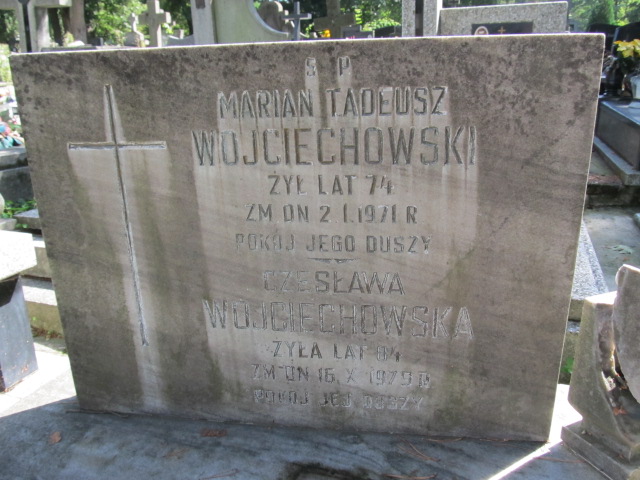 S P
MARIAN TADEUSZ
WOJCIECHOWSKI
ŻYŁ LAT 74
ZM DN 2 I.1971 R
POKÓJ JEGO DUSZY
CZESŁAWA
WOJCIECHOWSKA
ŻYŁA LAT 84
ZM DN 16 X 1979 R
POKÓJ JEJ DUSZY